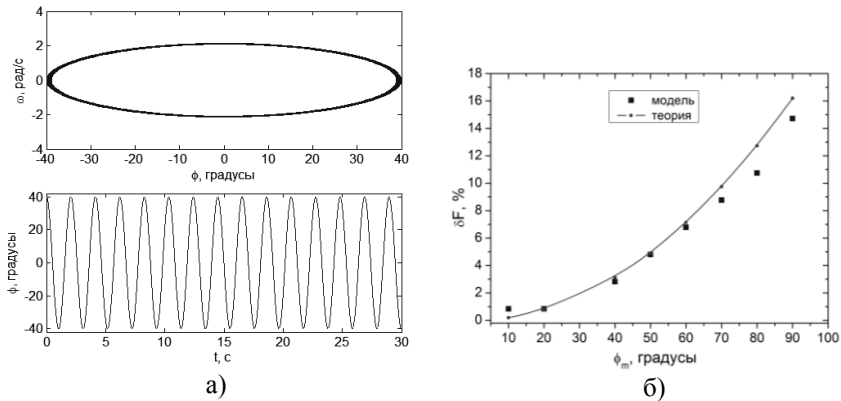 4
2
0
-2
-4
ω, рад/с
-40 -30 -20 -10 0 10 20 30 40
ϕ, градусы
40
20
0
-20
-40
ϕ, градусы
0 5 10 15 20 25 30
t, с
а)
18
16
14
12
10
8
6
4
2
0
δF, %
модель
теория
10 20 30 40 50 60 70 80 90 100
ϕm, градусы
б)